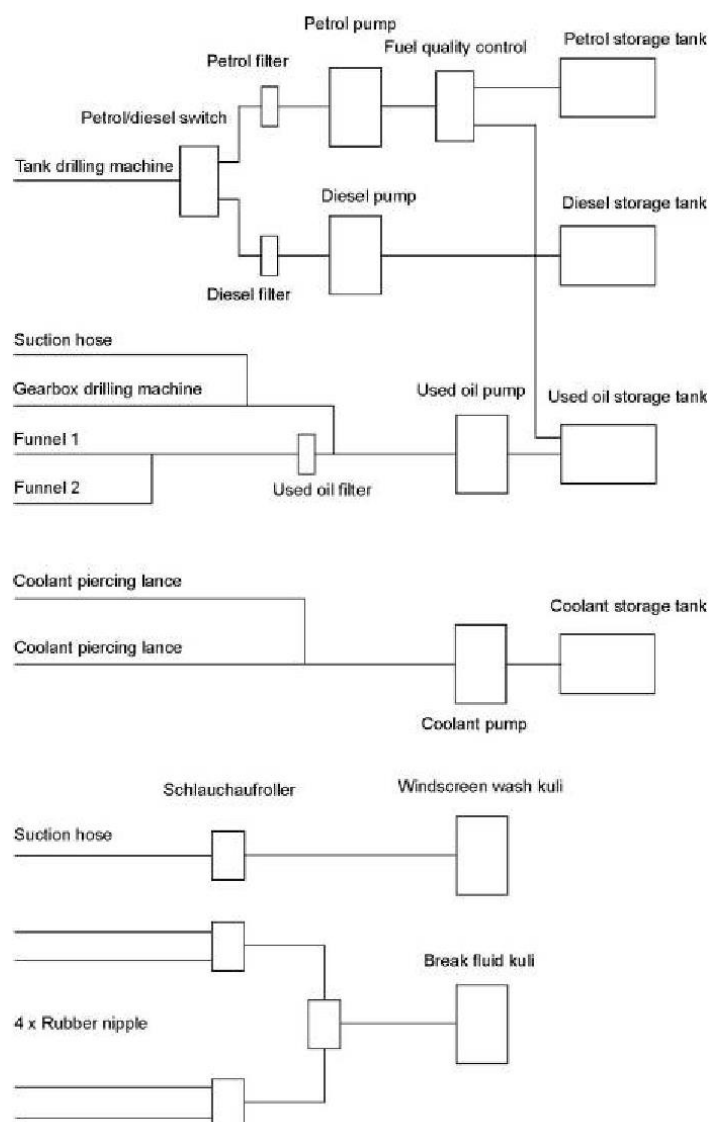 Petrol pump
Petrol storage tank
Fuel quality control
Petrol filter
Petrol/diesel switch
Tank drilling machine
Diesel pump
Diesel storage tank
Diesel filter
Suction hose
Gearbox drilling machine
Used oil pump
Used oil storage tank
Funnel 1
Used oil filter
Funnel 2
Coolant piercing lance
Coolant storage tank
Coolant piercing lance
Coolant pump
Schlauchaufroller
Windscreen wash kuli
Suction hose
Break fluid kuli
4 x Rubber nipple